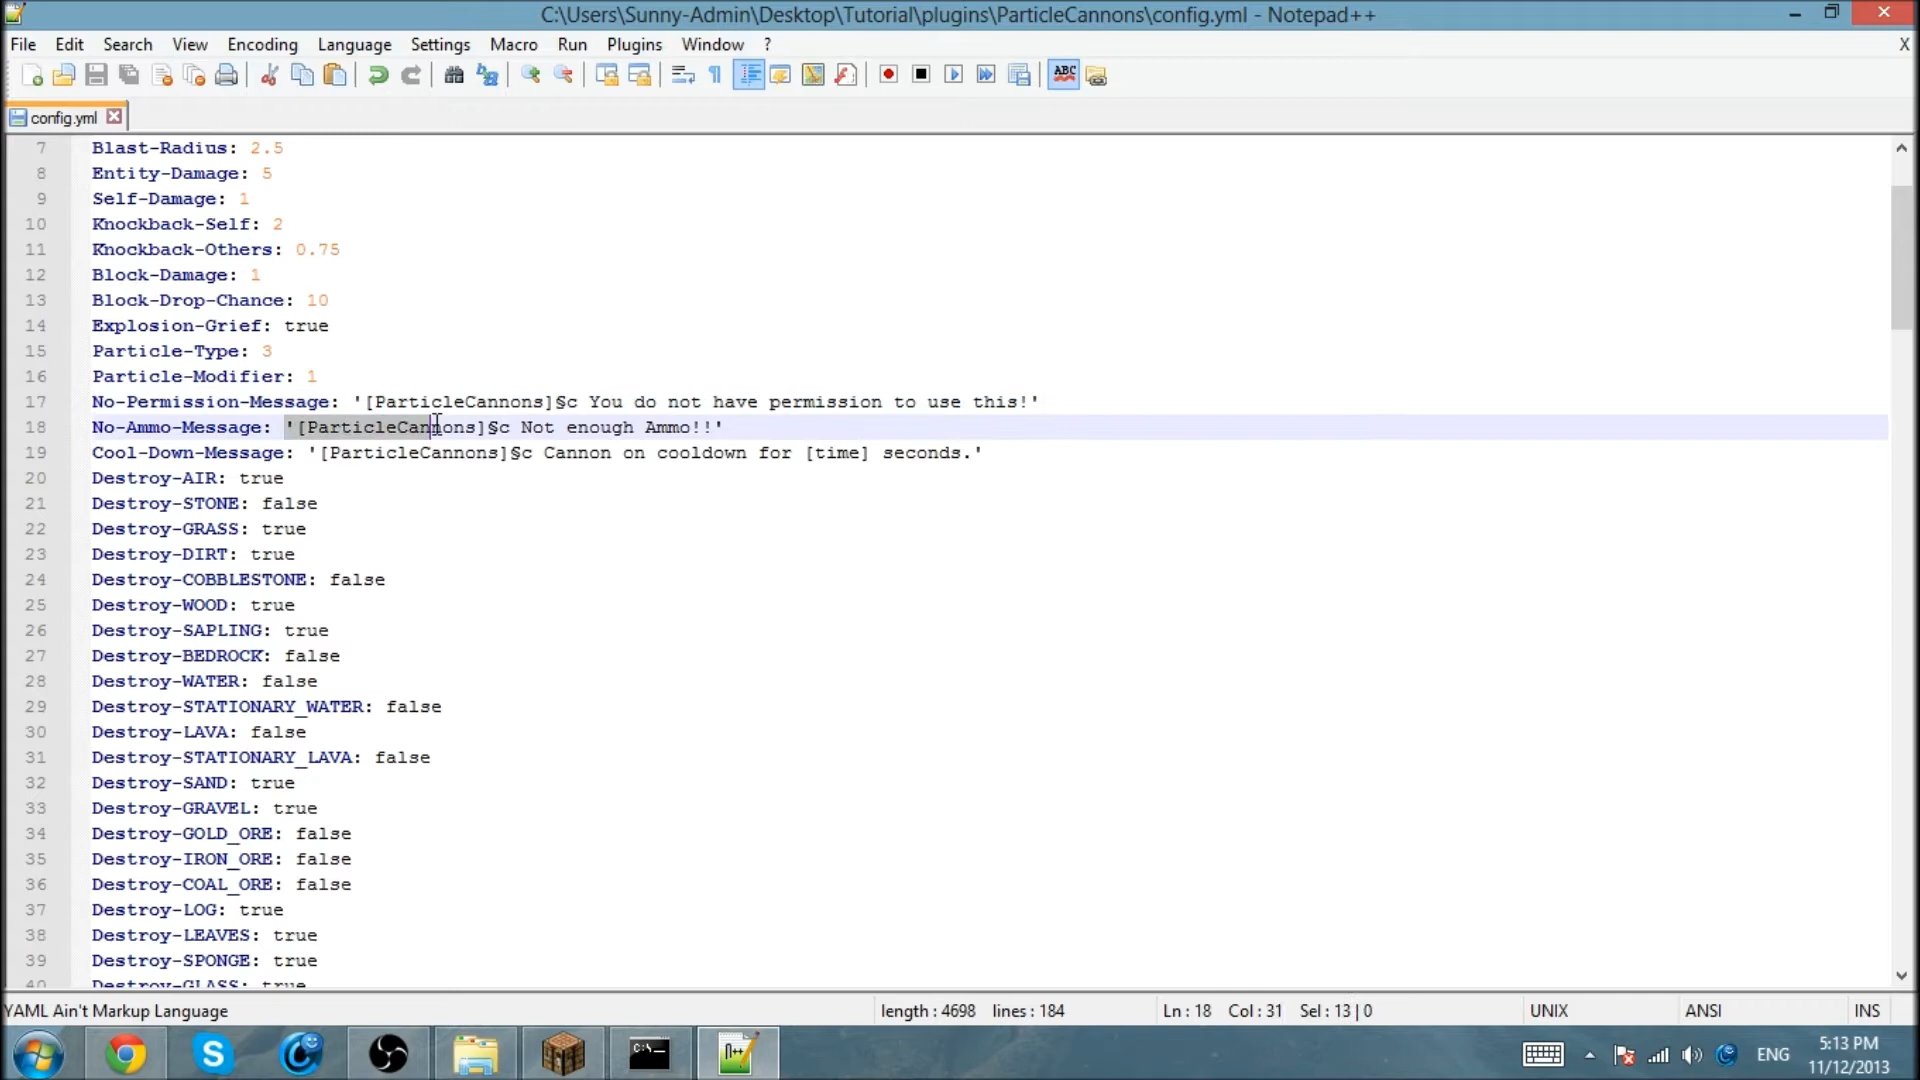 C:\Users\Sunny-Admin\Desktop\Tutorial\plugins\ParticleCannons\config.yml - Notepad++
File Edit Search View Encoding Language Settings Macro Run Plugins Window ? X
ABC
config.yml
7 Blast-Radius: 2.5
8 Entity-Damage: 5
9 Self-Damage: 1
10 Knockback-Self: 2
11 Knockback-Others: 0.75
12 Block-Damage: 1
13 Block-Drop-Chance: 10
14 Explosion-Grief: true
15 Particle-Type: 3
16 Particle-Modifier: 1
17 No-Permission-Message: '[ParticleCannons]§c You do not have permission to use this!'
18 No-Ammo-Message: '[ParticleCannons]§c Not enough Ammo!!'
19 Cool-Down-Message: '[ParticleCannons]§c Cannon on cooldown for [time] seconds.'
20 Destroy-AIR: true
21 Destroy-STONE: false
22 Destroy-GRASS: true
23 Destroy-DIRT: true
24 Destroy-COBBLESTONE: false
25 Destroy-WOOD: true
26 Destroy-SAPLING: true
27 Destroy-BEDROCK: false
28 Destroy-WATER: false
29 Destroy-STATIONARY_WATER: false
30 Destroy-LAVA: false
31 Destroy-STATIONARY_LAVA: false
32 Destroy-SAND: true
33 Destroy-GRAVEL: true
34 Destroy-GOLD_ORE: false
35 Destroy-IRON_ORE: false
36 Destroy-COAL_ORE: false
37 Destroy-LOG: true
38 Destroy-LEAVES: true
39 Destroy-SPONGE: true
40 Destroy-GLASS: true
YAML Ain't Markup Language length : 4698 lines : 184 Ln : 18 Col : 31 Sel : 13 | 0 UNIX ANSI INS
ENG
5:13 PM
11/12/2013